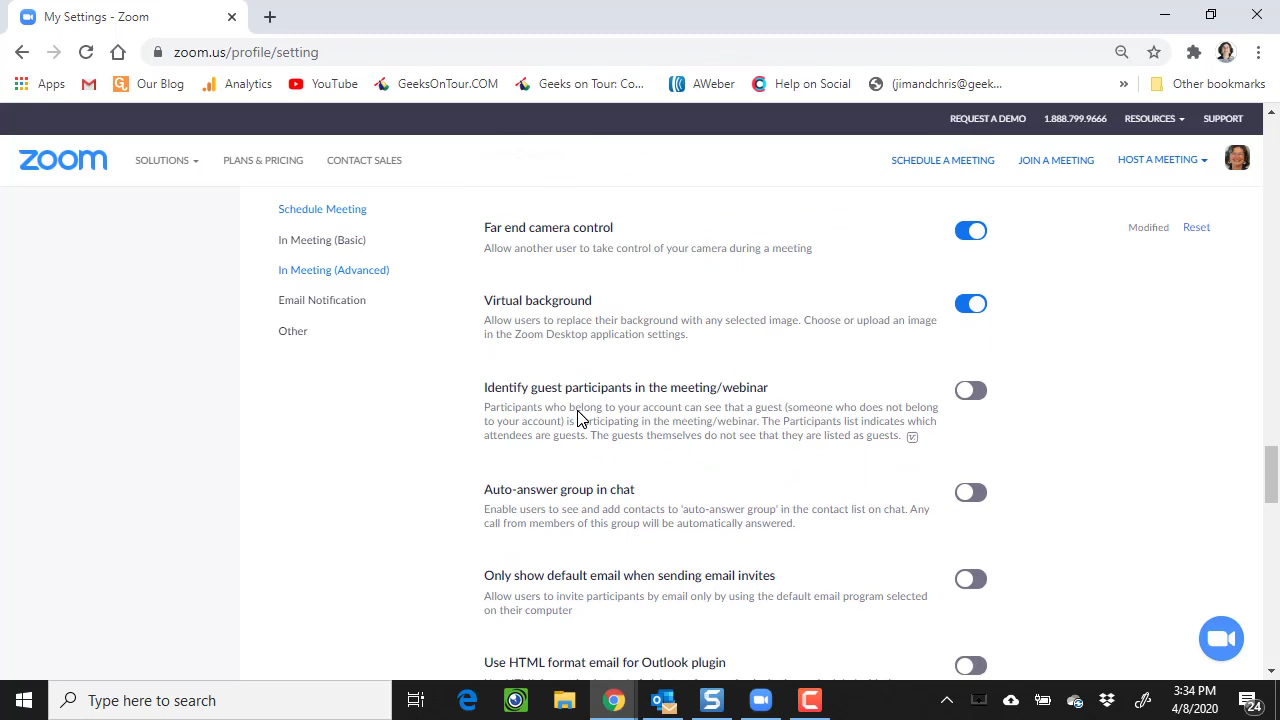 My Settings - Zoom
zoom.us/profile/setting
Apps
Our Blog
Analytics
YouTube
GeeksOnTour.COM
Geeks on Tour: Co...
AWeber
Help on Social
(jimandchris@geek...
»
Other bookmarks
REQUEST A DEMO
1.888.799.9666
RESOURCES
SUPPORT
zoom
SOLUTIONS
PLANS & PRICING
CONTACT SALES
SCHEDULE A MEETING
JOIN A MEETING
HOST A MEETING
Schedule Meeting
In Meeting (Basic)
In Meeting (Advanced)
Email Notification
Other
Far end camera control
Modified
Reset
Allow another user to take control of your camera during a meeting
Virtual background
Allow users to replace their background with any selected image. Choose or upload an image
in the Zoom Desktop application settings.
Identify guest participants in the meeting/webinar
Participants who belong to your account can see that a guest (someone who does not belong
to your account) is participating in the meeting/webinar. The Participants list indicates which
attendees are guests. The guests themselves do not see that they are listed as guests.
Auto-answer group in chat
Enable users to see and add contacts to 'auto-answer group' in the contact list on chat. Any
call from members of this group will be automatically answered.
Only show default email when sending email invites
Allow users to invite participants by email only by using the default email program selected
on their computer
Use HTML format email for Outlook plugin
Type here to search
3:34 PM
4/8/2020
24